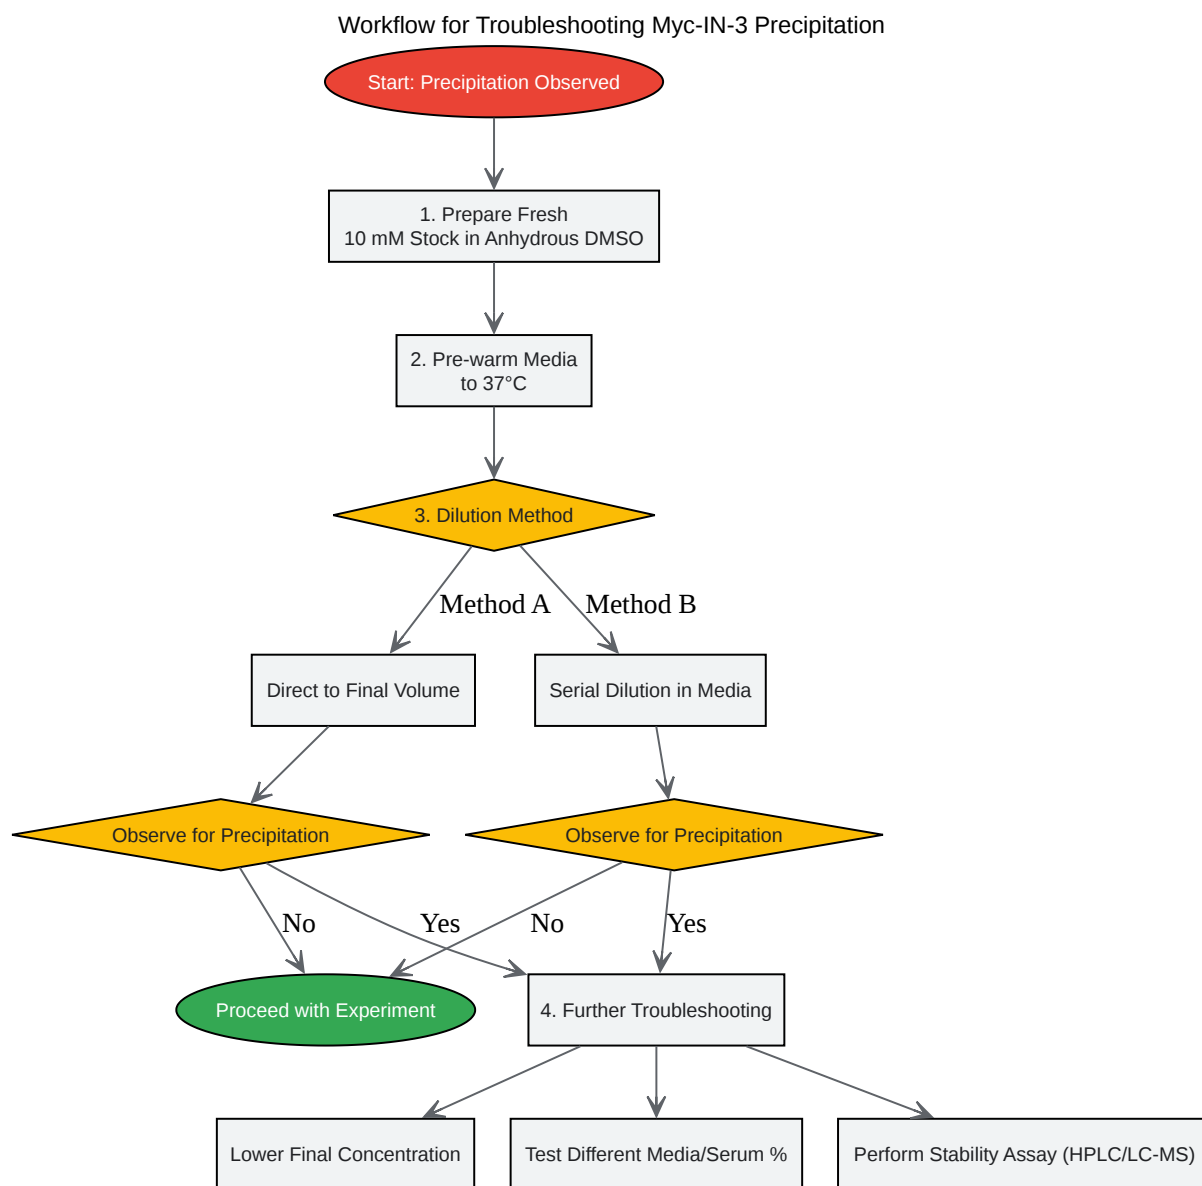 Workflow for Troubleshooting Myc-IN-3 Precipitation
Start: Precipitation Observed
1. Prepare Fresh
10 mM Stock in Anhydrous DMSO
2. Pre-warm Media
to 37°C
3. Dilution Method
Method A
Method B
Direct to Final Volume
Serial Dilution in Media
Observe for Precipitation
Observe for Precipitation
No
Yes
No
Yes
Proceed with Experiment
4. Further Troubleshooting
Lower Final Concentration
Test Different Media/Serum %
Perform Stability Assay (HPLC/LC-MS)